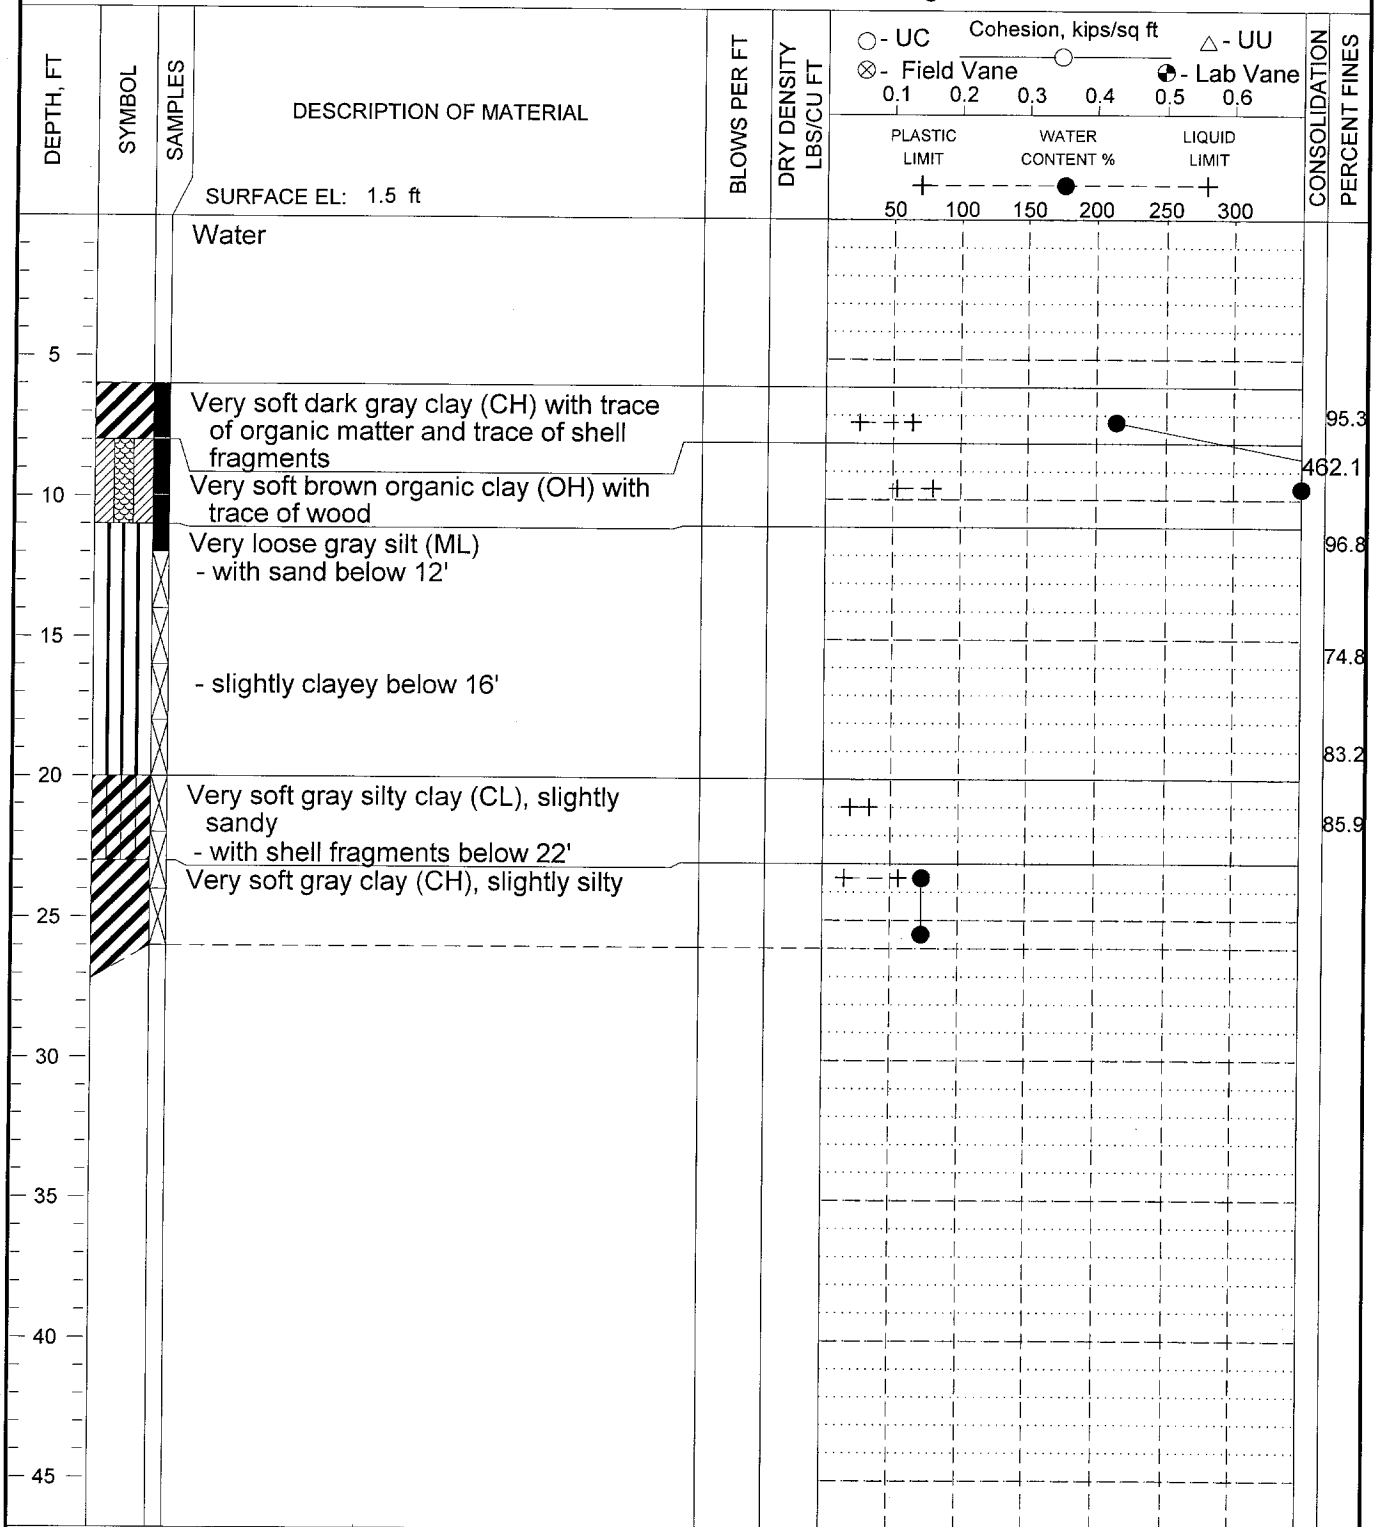 DEPTH, FT
SYMBOL
SAMPLES
DESCRIPTION OF MATERIAL
SURFACE EL: 1.5 ft
BLOWS PER FT
DRY DENSITY
LBS/CU FT
○ - UC Cohesion, kips/sq ft △ - UU
⊗ - Field Vane - Lab Vane
0.1 0.2 0.3 0.4 0.5 0.6
PLASTIC LIMIT
WATER CONTENT %
LIQUID LIMIT
50 100 150 200 250 300
CONSOLIDATION
PERCENT FINES
Water
5
Very soft dark gray clay (CH) with trace
of organic matter and trace of shell
fragments
95.3
462.1
Very soft brown organic clay (OH) with
trace of wood
10
Very loose gray silt (ML)
96.8
- with sand below 12'
15
74.8
- slightly clayey below 16'
83.2
20
Very soft gray silty clay (CL), slightly
sandy
85.9
- with shell fragments below 22'
Very soft gray clay (CH), slightly silty
25
30
35
40
45